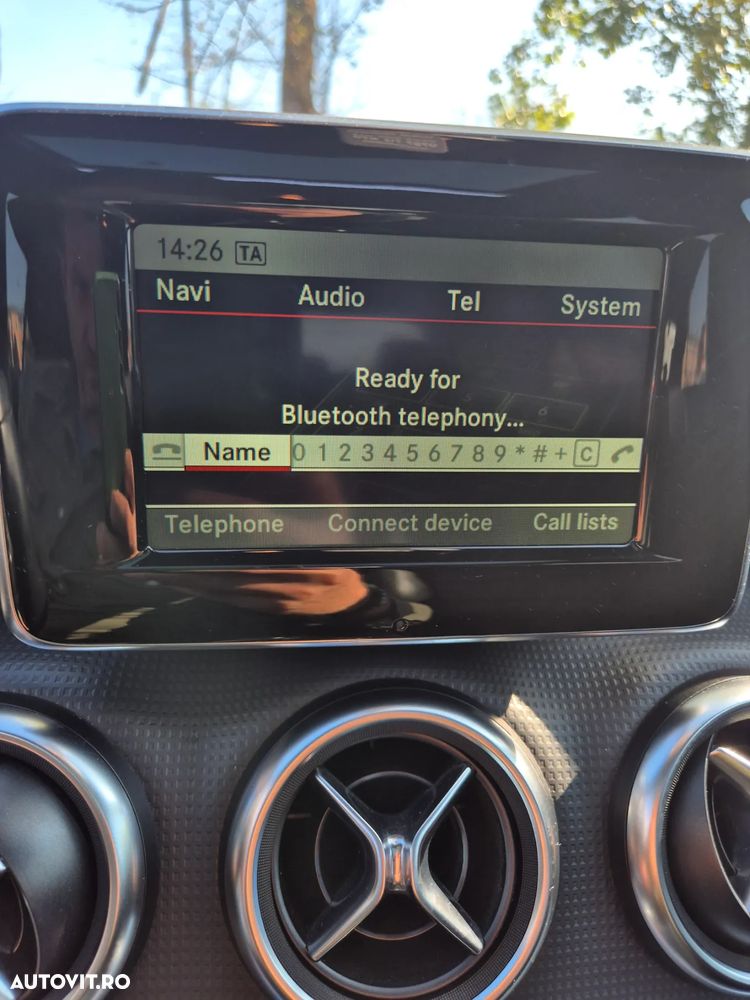 14:26 TA
Navi Audio Tel System
Ready for
Bluetooth telephony...
Name 0 1 2 3 4 5 6 7 8 9 * # + C
Telephone Connect device Call lists
AUTOVIT.RO